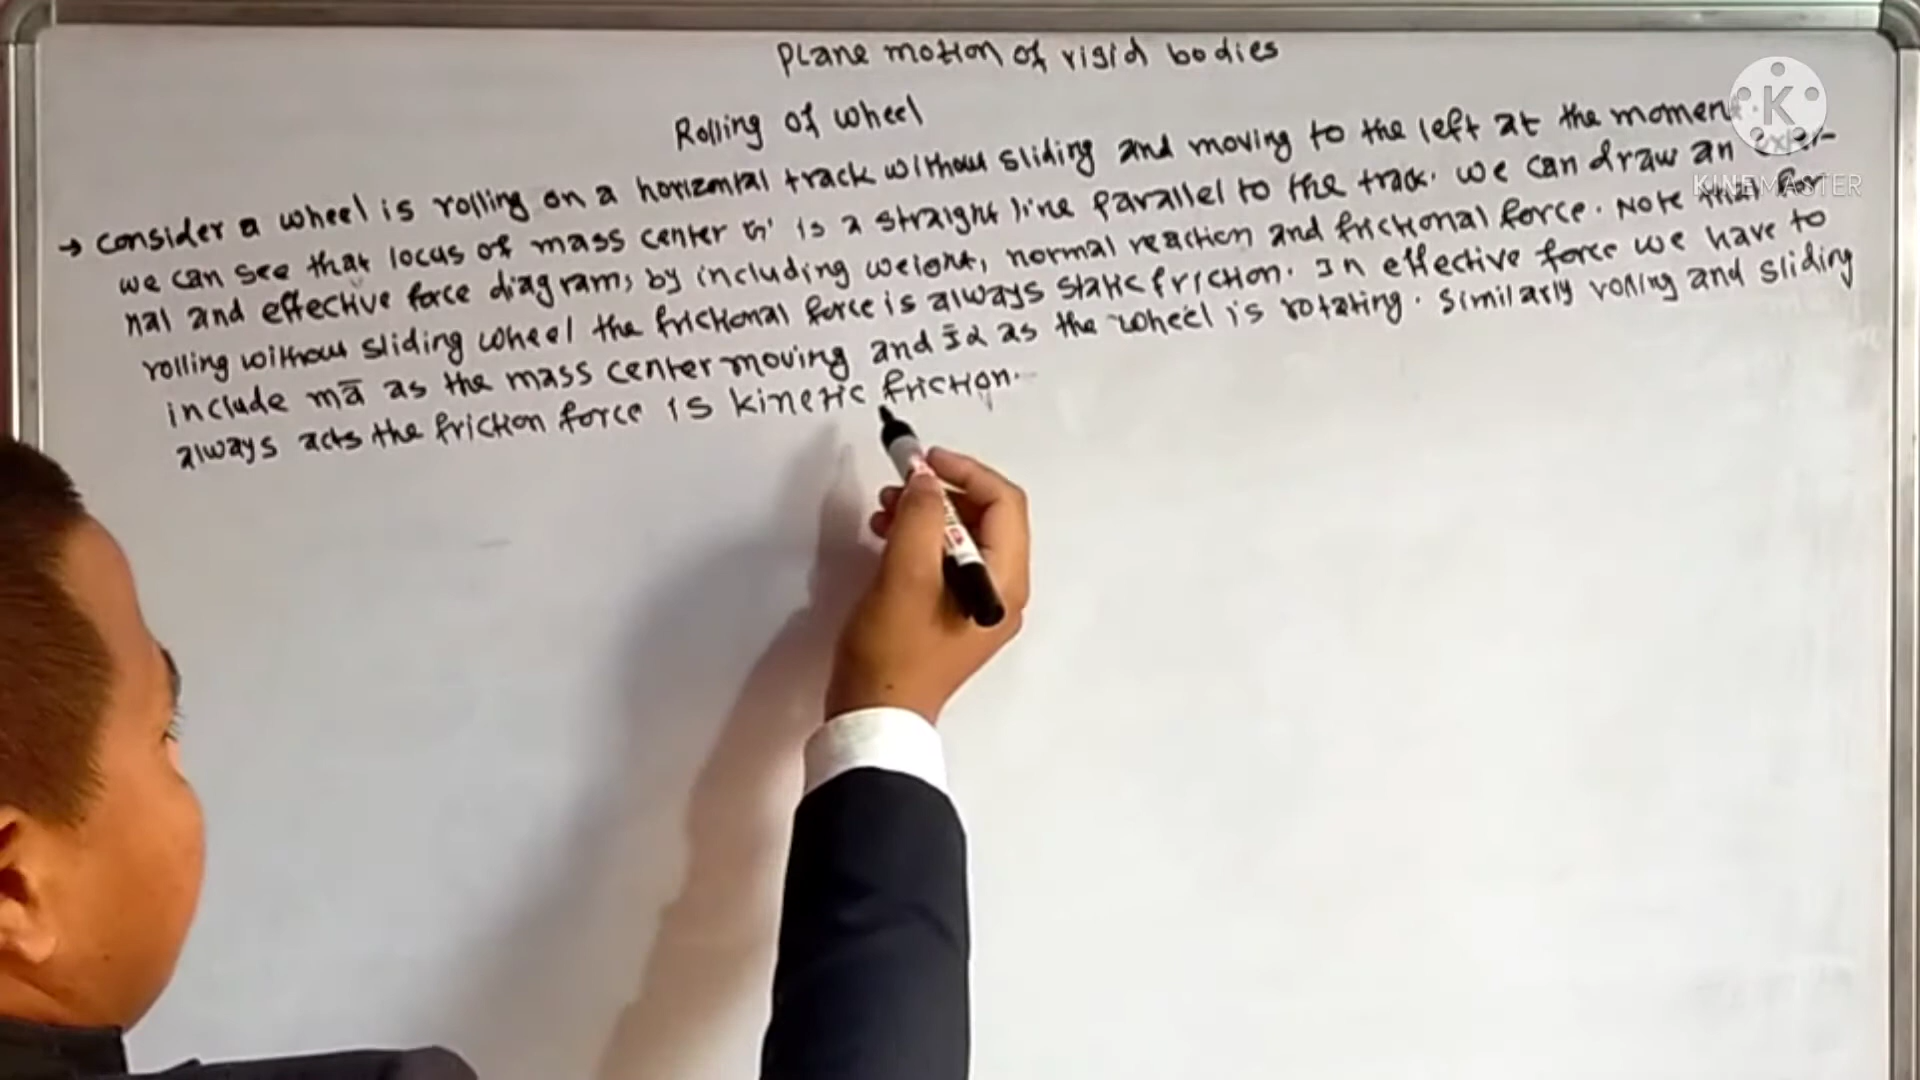 Plane motion of rigid bodies
Rolling of wheel
→ Consider a wheel is rolling on a horizontal track without sliding and moving to the left at the moment
we can see that locus of mass center 'G' is a straight line parallel to the track. We can draw an exter-
nal and effective force diagrams by including weight, normal reaction and frictional force. Note that for
rolling without sliding wheel the frictional force is always static friction. In effective force we have to
include mā as the mass center moving and Īα as the wheel is rotating. Similarly rolling and sliding
always acts the friction force is kinetic friction.
K
KINEMASTER